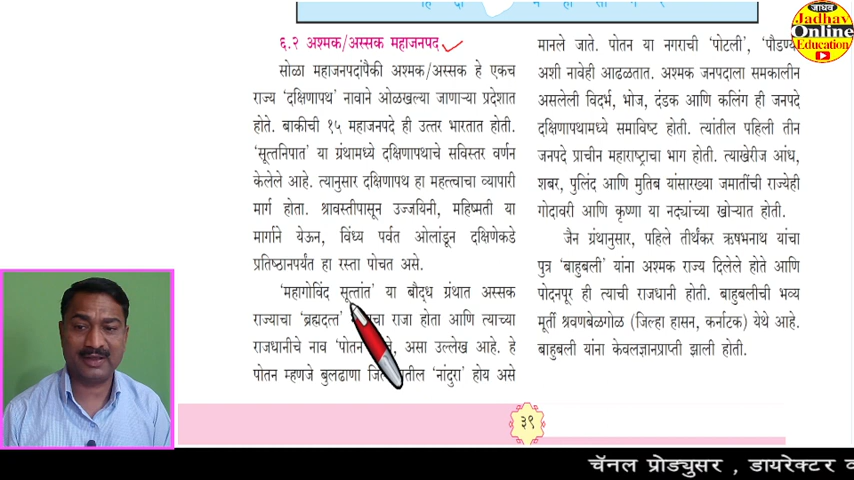 ६.२ अश्मक/अस्सक महाजनपद
सोळा महाजनपदांपैकी अश्मक/अस्सक हे एकच
राज्य 'दक्षिणापथ' नावाने ओळखल्या जाणाऱ्या प्रदेशात
होते. बाकीची १५ महाजनपदे ही उत्तर भारतात होती.
'सूत्तनिपात' या ग्रंथामध्ये दक्षिणापथाचे सविस्तर वर्णन
केलेले आहे. त्यानुसार दक्षिणापथ हा महत्त्वाचा व्यापारी
मार्ग होता. श्रावस्तीपासून उज्जयिनी, महिष्मती या
मार्गाने येऊन, विंध्य पर्वत ओलांडून दक्षिणेकडे
प्रतिष्ठानपर्यंत हा रस्ता पोचत असे.
'महागोविंद सूत्तांत' या बौद्ध ग्रंथात अस्सक
राज्याचा 'ब्रह्मदत्त' राजा होता आणि त्याच्या
राजधानीचे नाव 'पोतन असा उल्लेख आहे. हे
पोतन म्हणजे बुलढाणा 'नांदुरा' होय असे
मानले जाते. पोतन या नगराची 'पोटली',
अशी नावेही आढळतात. अश्मक जनपदाला समकालीन
असलेली विदर्भ, भोज, दंडक आणि कलिंग ही जनपदे
दक्षिणापथामध्ये समाविष्ट होती. त्यांतील पहिली तीन
जनपदे प्राचीन महाराष्ट्राचा भाग होती. त्याखेरीज आंध्र,
शबर, पुलिंद आणि मुतिब यांसारख्या जमातींची राज्येही
गोदावरी आणि कृष्णा या नद्यांच्या खोऱ्यात होती.
जैन ग्रंथानुसार, पहिले तीर्थंकर ऋषभनाथ यांचा
पुत्र 'बाहुबली' यांना अश्मक राज्य दिलेले होते आणि
पोदनपूर ही त्याची राजधानी होती. बाहुबलीची भव्य
मूर्ती श्रवणबेळगोळ (जिल्हा हासन, कर्नाटक) येथे आहे.
बाहुबली यांना केवलज्ञानप्राप्ती झाली होती.
३९
जाधव
Jadhav
Online
Education
चॅनल प्रोड्युसर , डायरेक्टर